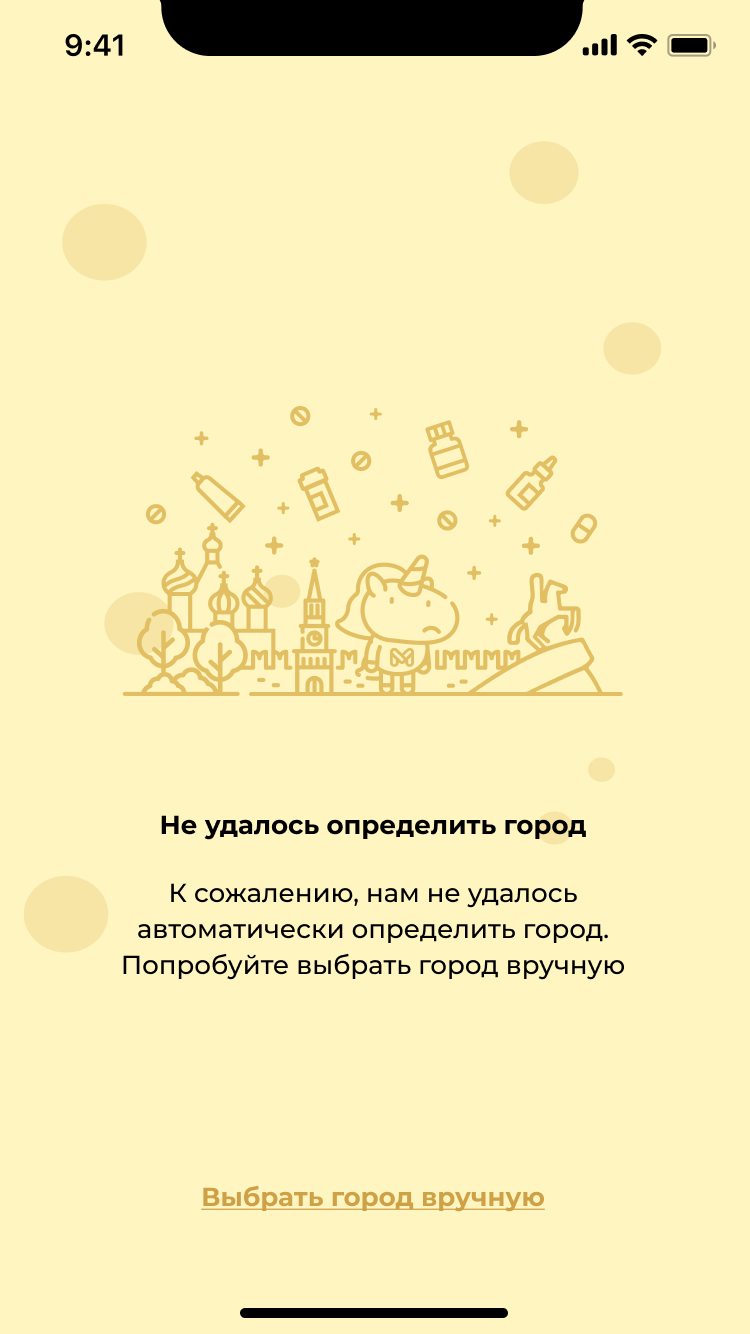 9:41
Не удалось определить город
К сожалению, нам не удалось
автоматически определить город.
Попробуйте выбрать город вручную
Выбрать город вручную